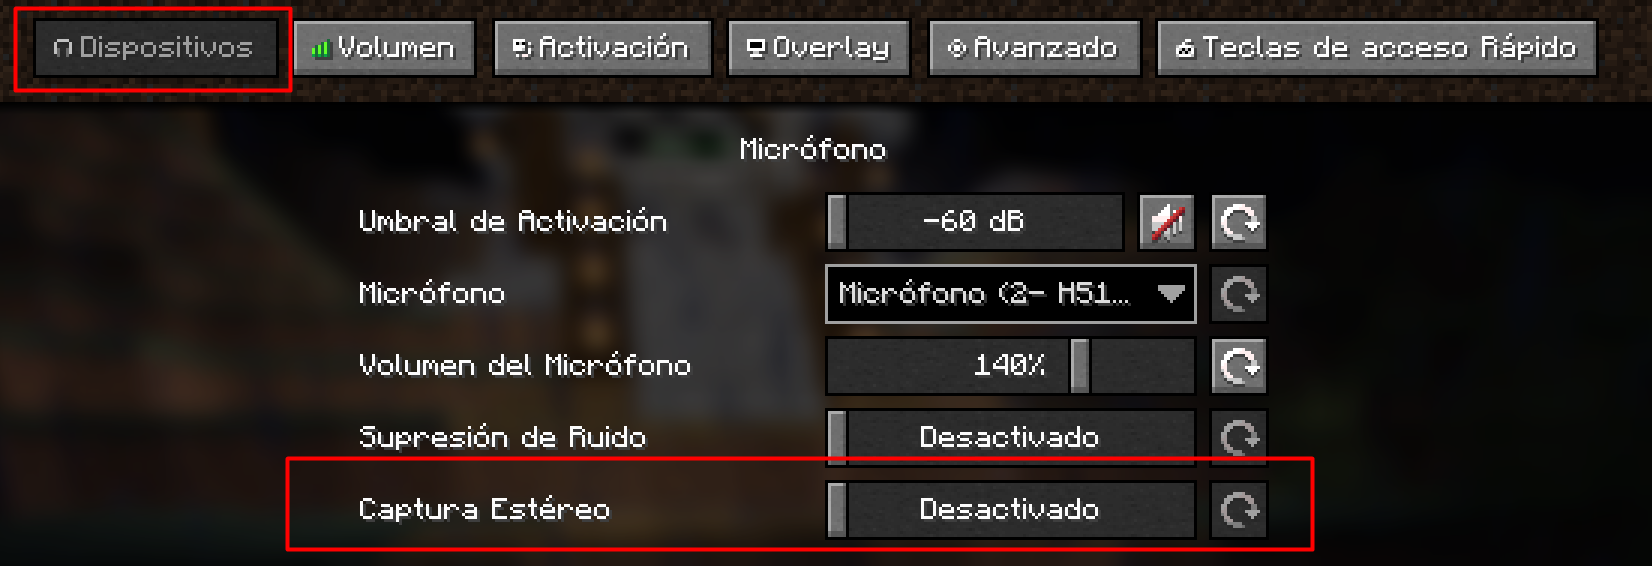 Dispositivos Volumen Activación Overlay Avanzado Teclas de acceso Rápido
Micrófono
Umbral de Activación -60 dB
Micrófono Micrófono (2- H51...
Volumen del Micrófono 140%
Supresión de Ruido Desactivado
Captura Estéreo Desactivado